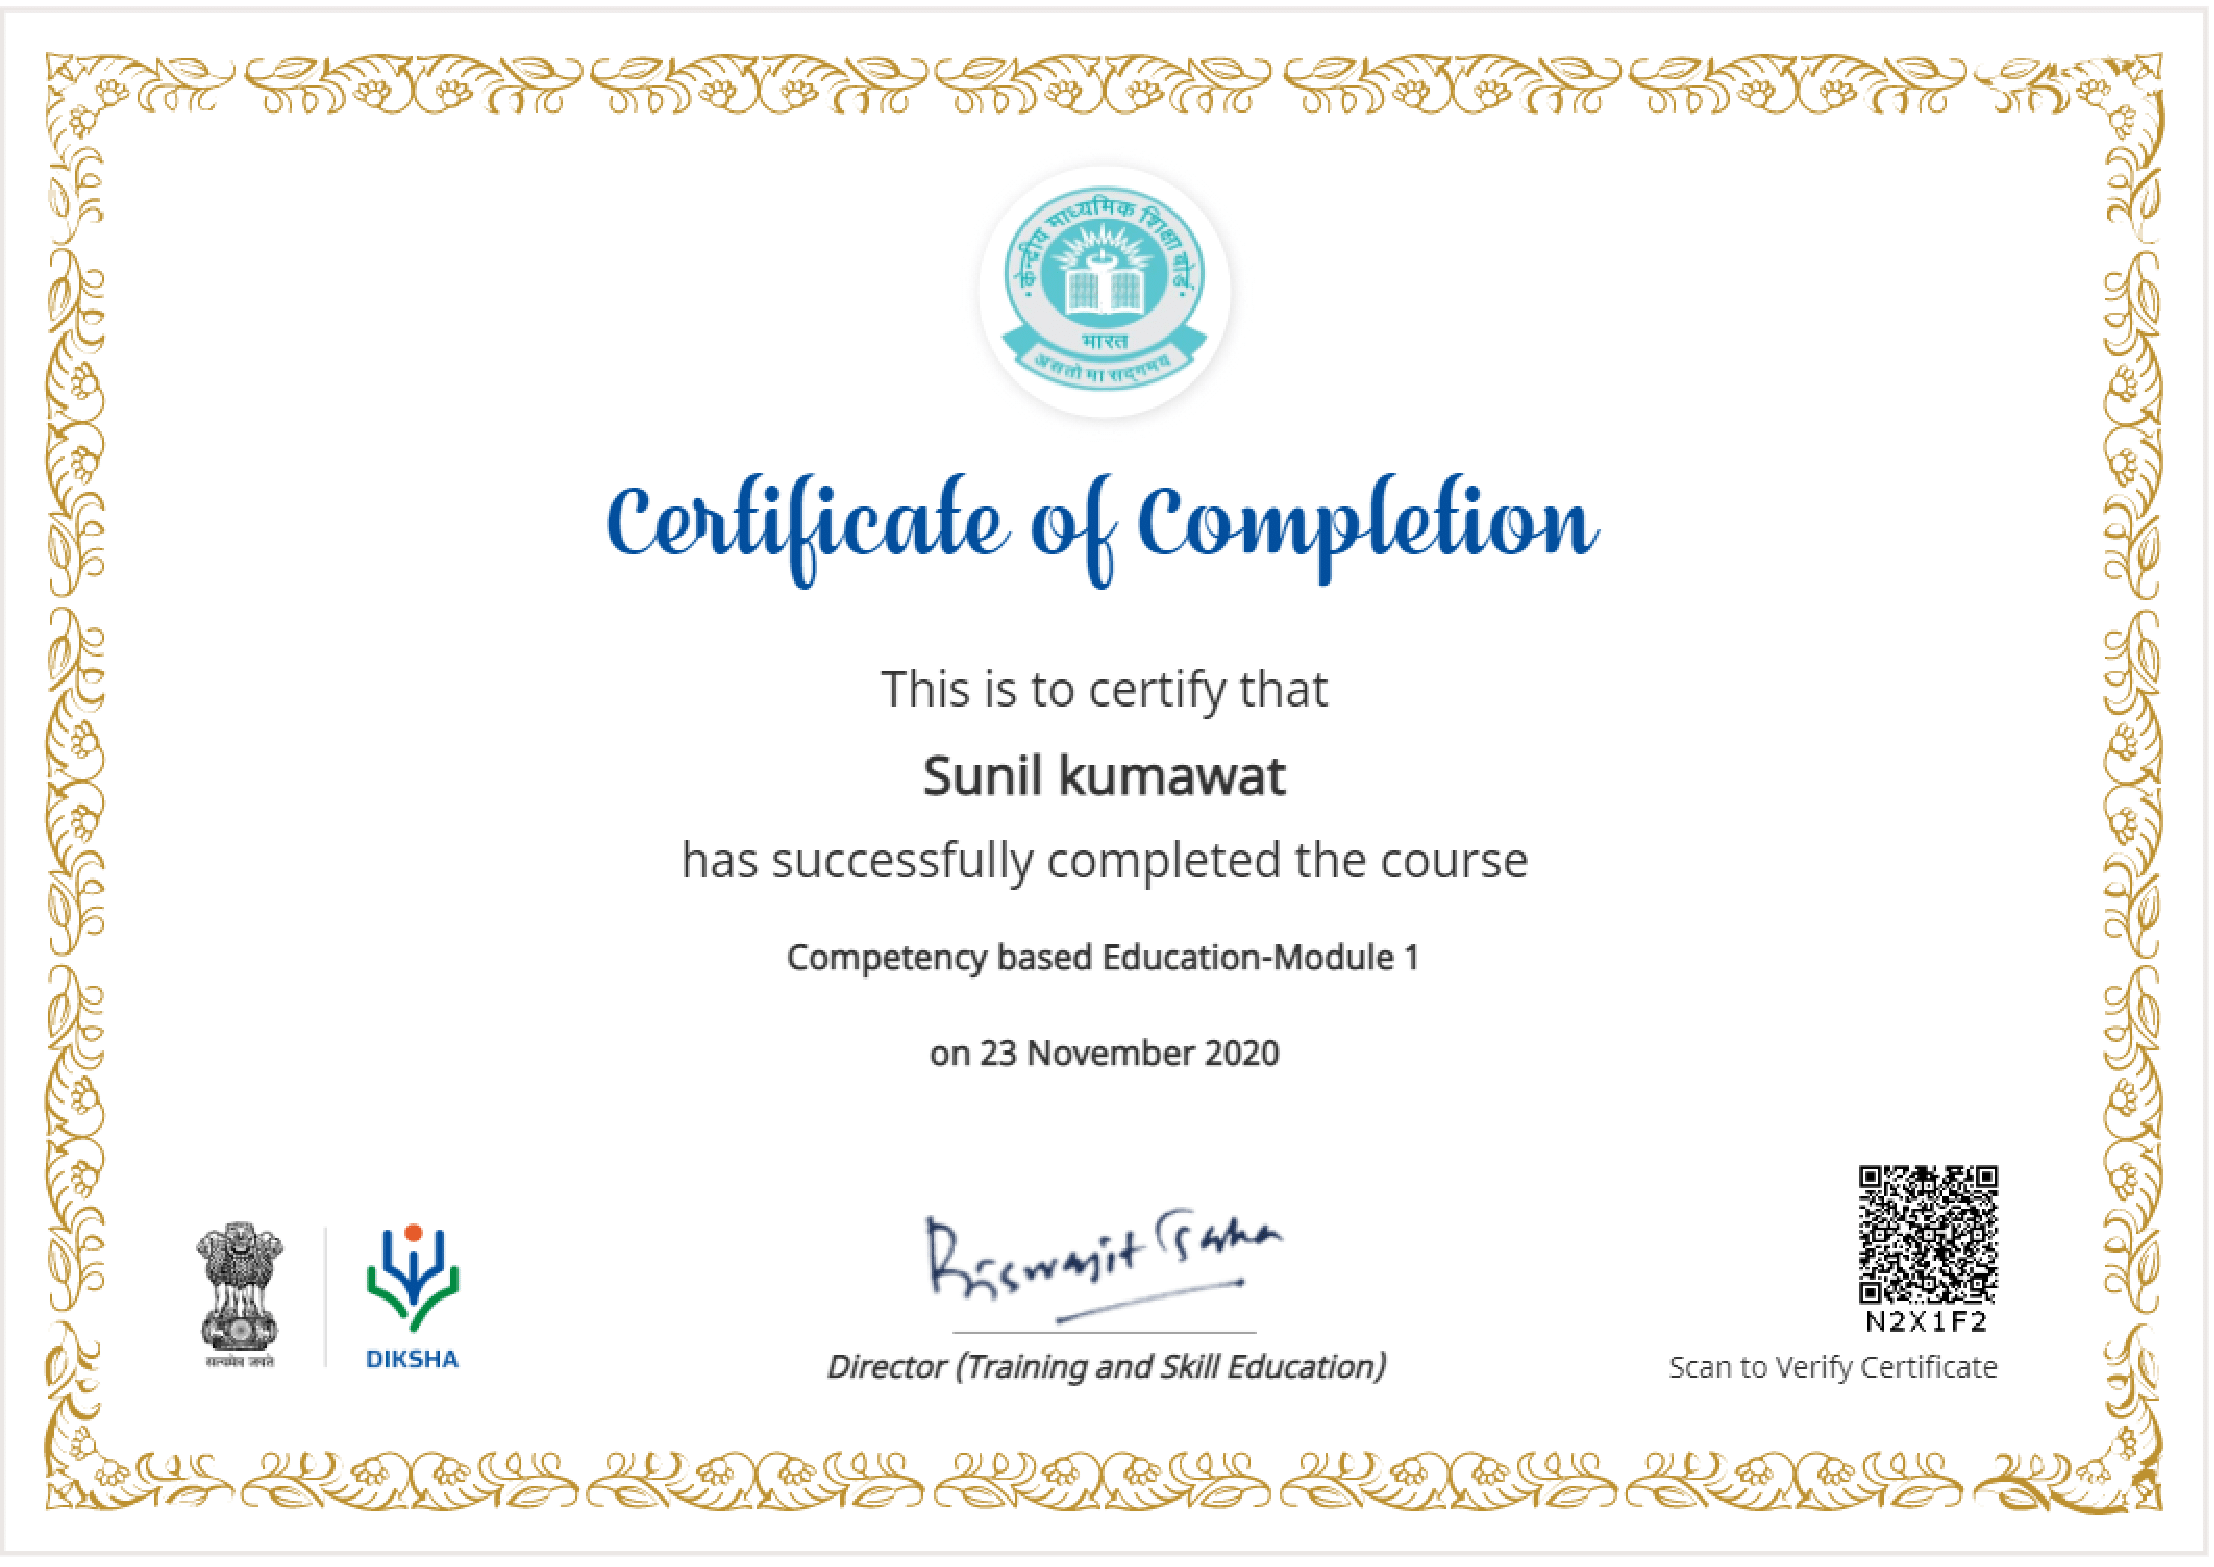 केन्द्रीय माध्यमिक शिक्षा बोर्ड
भारत
असतो मा सद्गमय
Certificate of Completion
This is to certify that
Sunil kumawat
has successfully completed the course
Competency based Education-Module 1
on 23 November 2020
Biswajit Saha
Director (Training and Skill Education)
सत्यमेव जयते
DIKSHA
N2X1F2
Scan to Verify Certificate